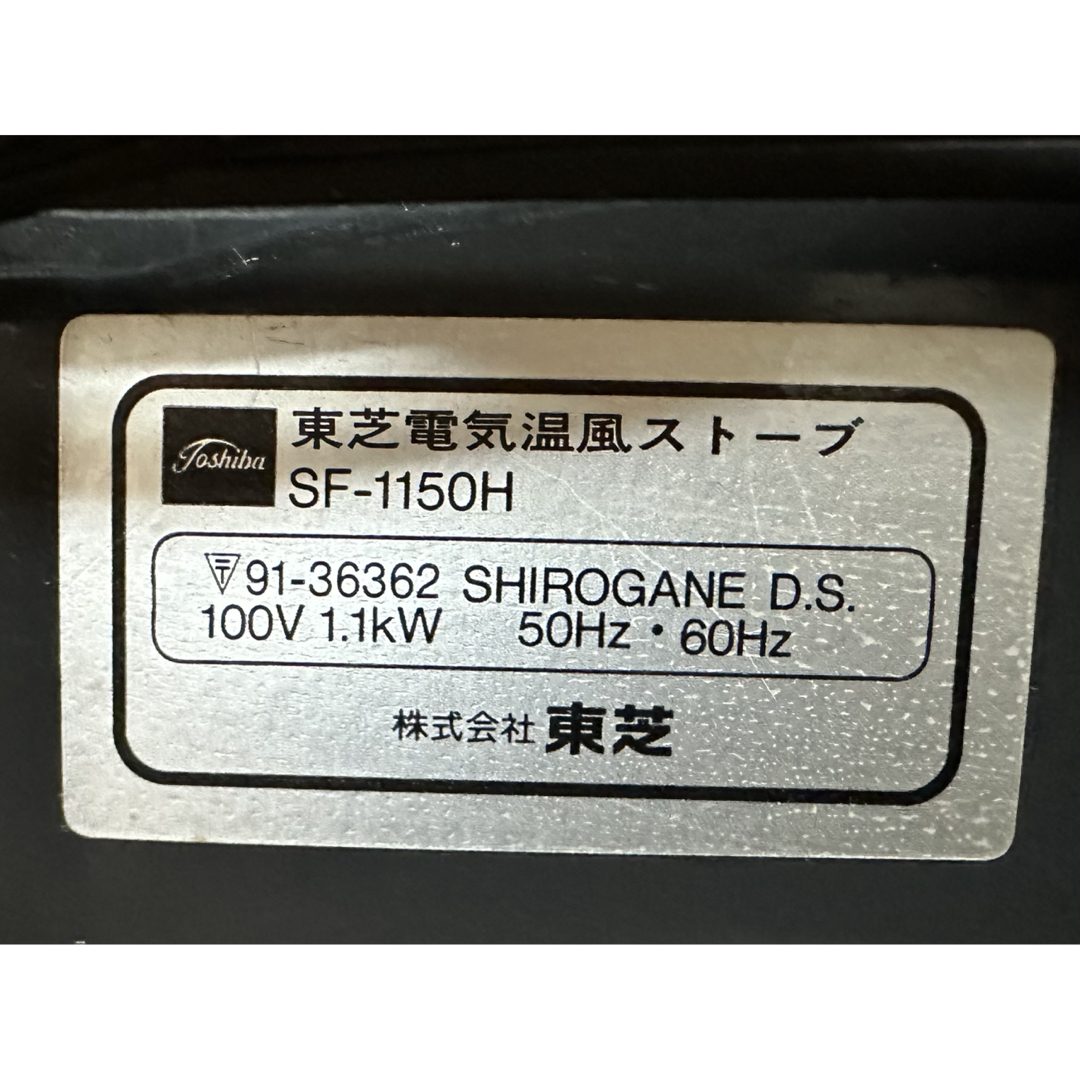 Toshiba
東芝電気温風ストーブ
SF-1150H
〒91-36362 SHIROGANE D.S.
100V 1.1kW 50Hz・60Hz
株式会社 東芝